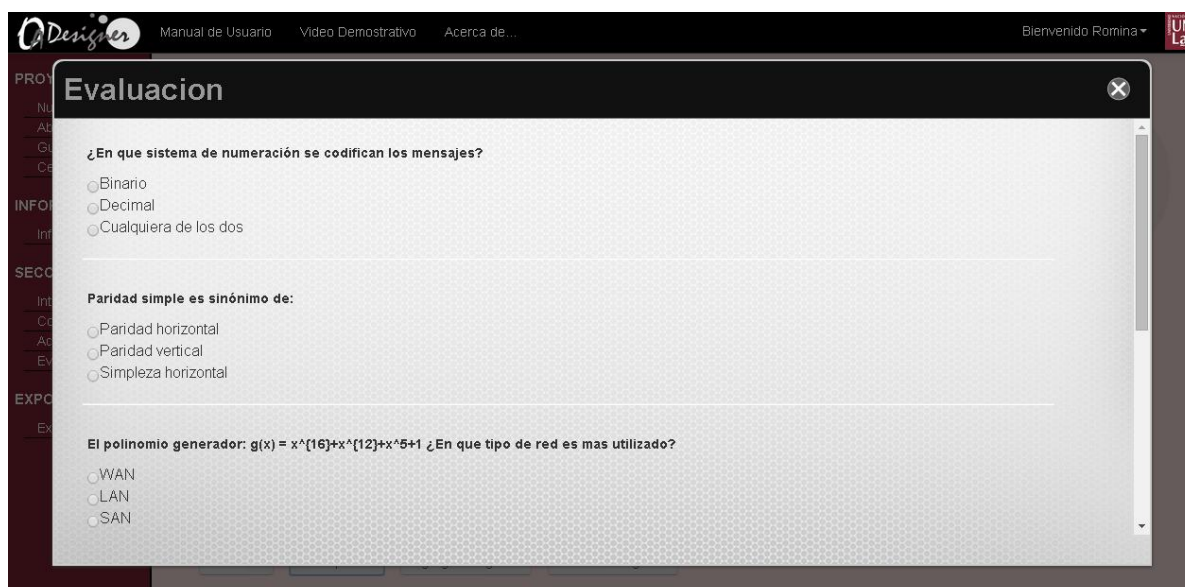 CADesigner Manual de Usuario Video Demostrativo Acerca de... Bienvenido Romina
Evaluacion
¿En que sistema de numeración se codifican los mensajes?
Binario
Decimal
Cualquiera de los dos
Paridad simple es sinónimo de:
Paridad horizontal
Paridad vertical
Simpleza horizontal
El polinomio generador: g(x) = x^{16}+x^{12}+x^5+1 ¿En que tipo de red es mas utilizado?
WAN
LAN
SAN